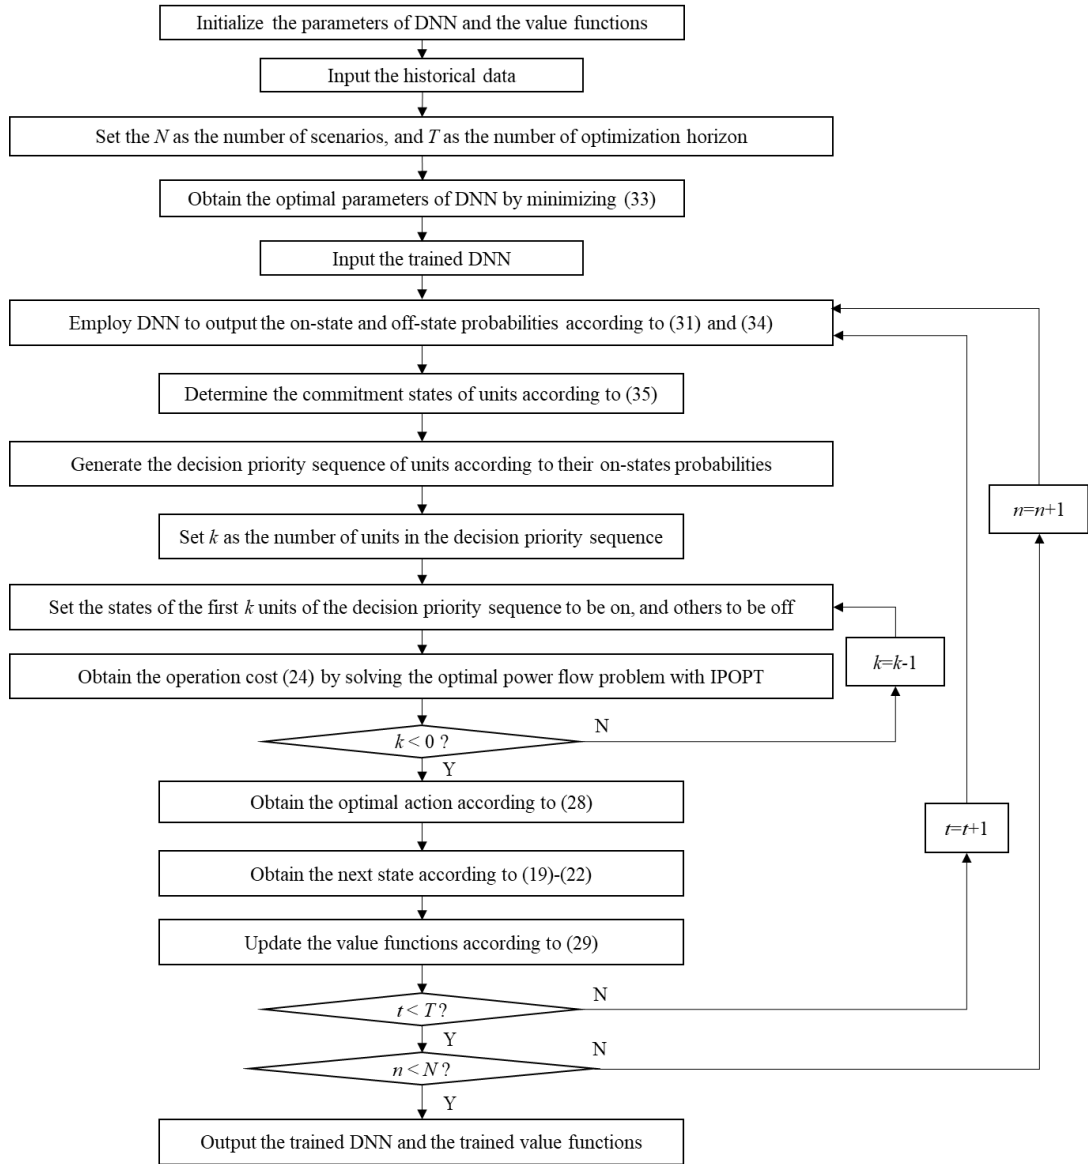 Initialize the parameters of DNN and the value functions
Input the historical data
Set the N as the number of scenarios, and T as the number of optimization horizon
Obtain the optimal parameters of DNN by minimizing (33)
Input the trained DNN
Employ DNN to output the on-state and off-state probabilities according to (31) and (34)
Determine the commitment states of units according to (35)
Generate the decision priority sequence of units according to their on-states probabilities
n=n+1
Set k as the number of units in the decision priority sequence
Set the states of the first k units of the decision priority sequence to be on, and others to be off
k=k-1
Obtain the operation cost (24) by solving the optimal power flow problem with IPOPT
N
k < 0 ?
Y
Obtain the optimal action according to (28)
t=t+1
Obtain the next state according to (19)-(22)
Update the value functions according to (29)
N
t < T ?
Y
N
n < N ?
Y
Output the trained DNN and the trained value functions